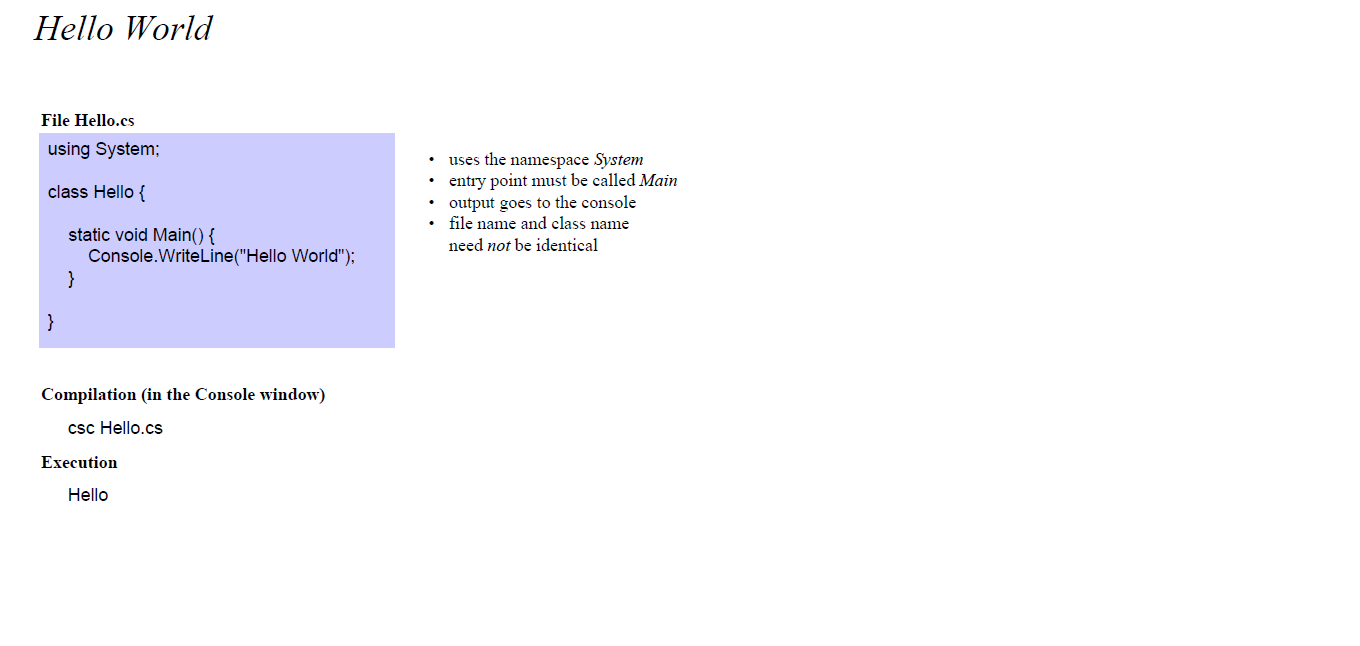 Hello World
File Hello.cs
using System;
class Hello {
static void Main() {
Console.WriteLine("Hello World");
}
}
• uses the namespace System
• entry point must be called Main
• output goes to the console
• file name and class name
need not be identical
Compilation (in the Console window)
csc Hello.cs
Execution
Hello